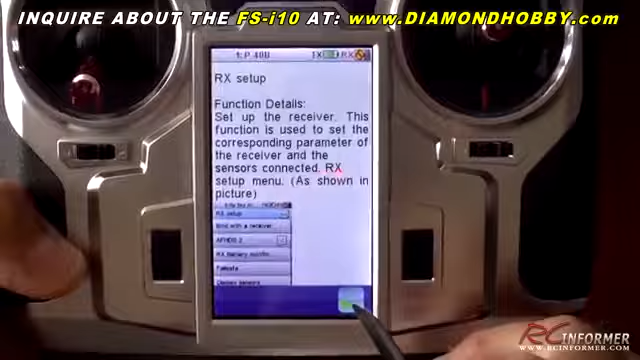 INQUIRE ABOUT THE FS-i10 AT: www.DIAMONDHOBBY.com
TX RX
RX setup
Function Details:
Set up the receiver. This
function is used to set the
corresponding parameter of
the receiver and the
sensors connected. RX
setup menu. (As shown in
picture)
RX setup
Bind with a receiver
AFHDS 2
RX battery monitor
Failsafe
Display sensors
RC INFORMER
WWW.RCINFORMER.COM